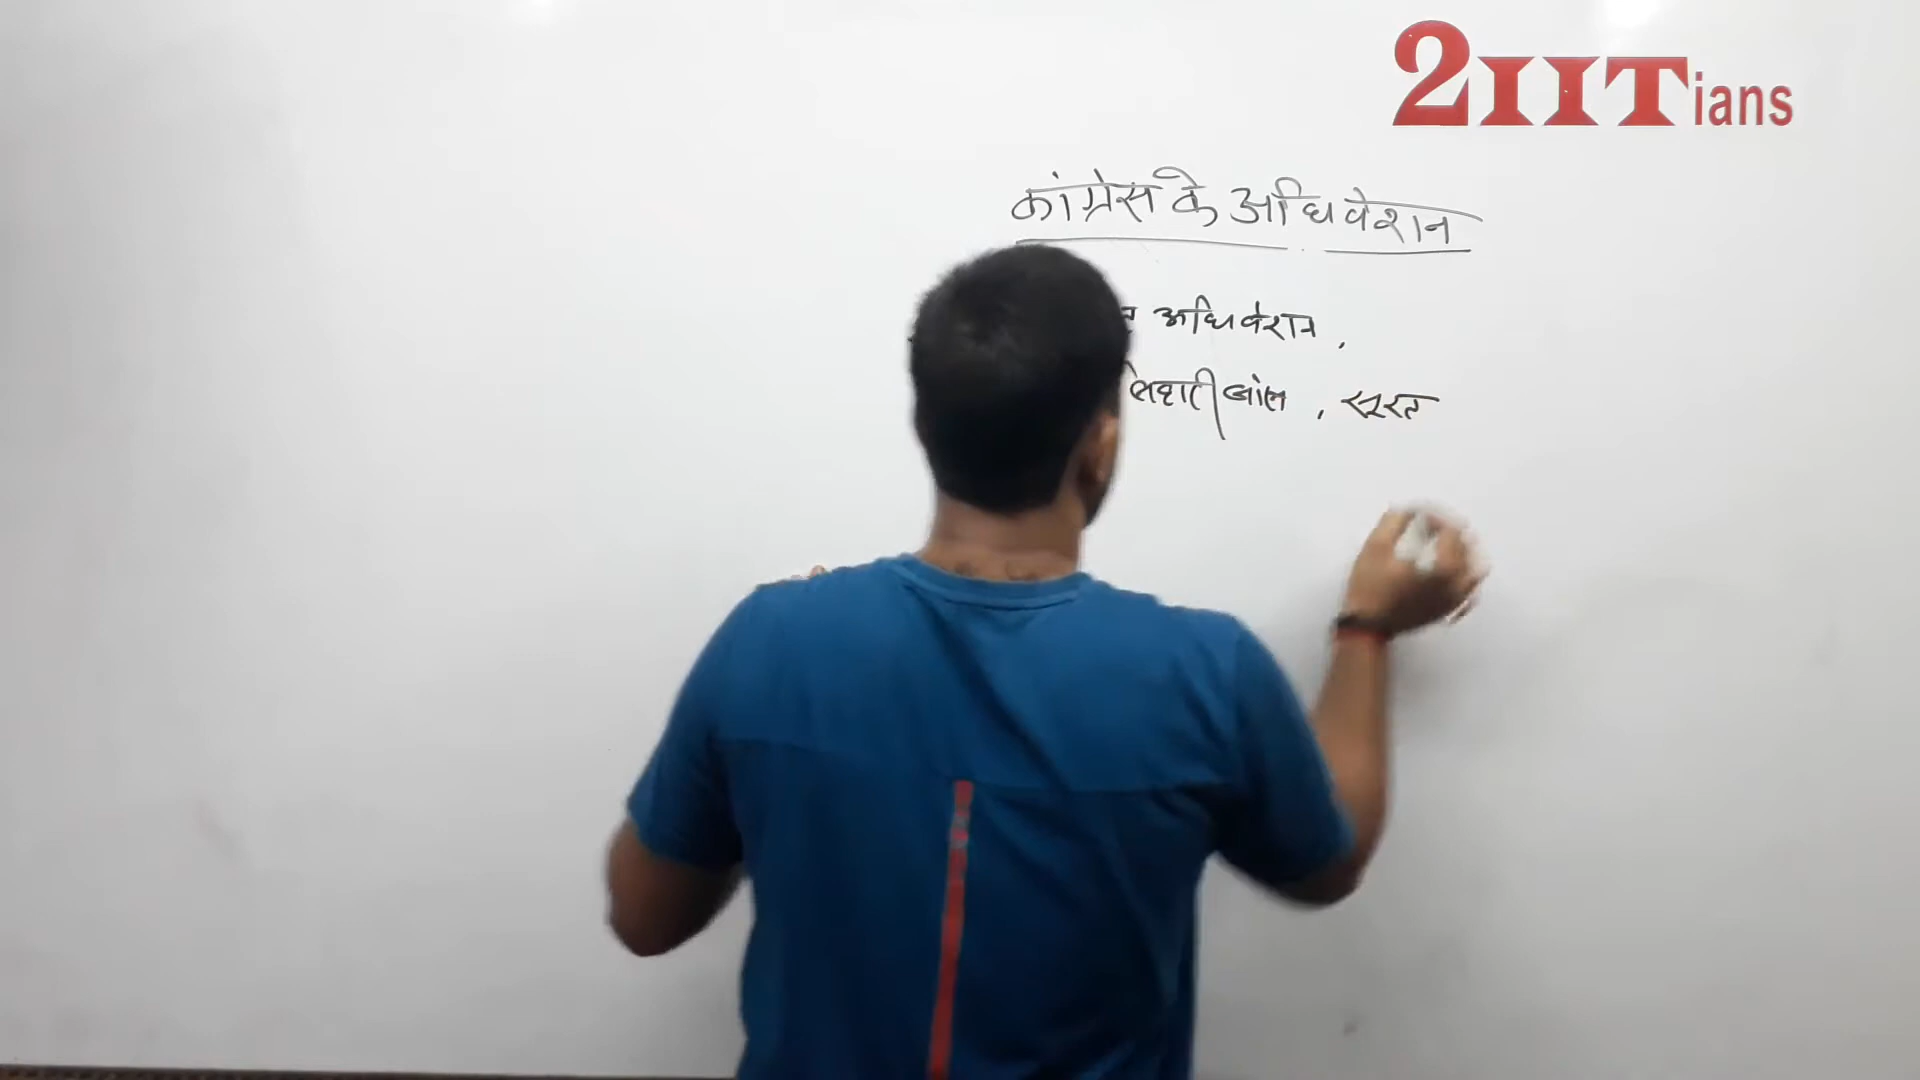 2IITians
कांग्रेस के अधिवेशन
अधिवेशन,
बिहारी बोस, सूरत